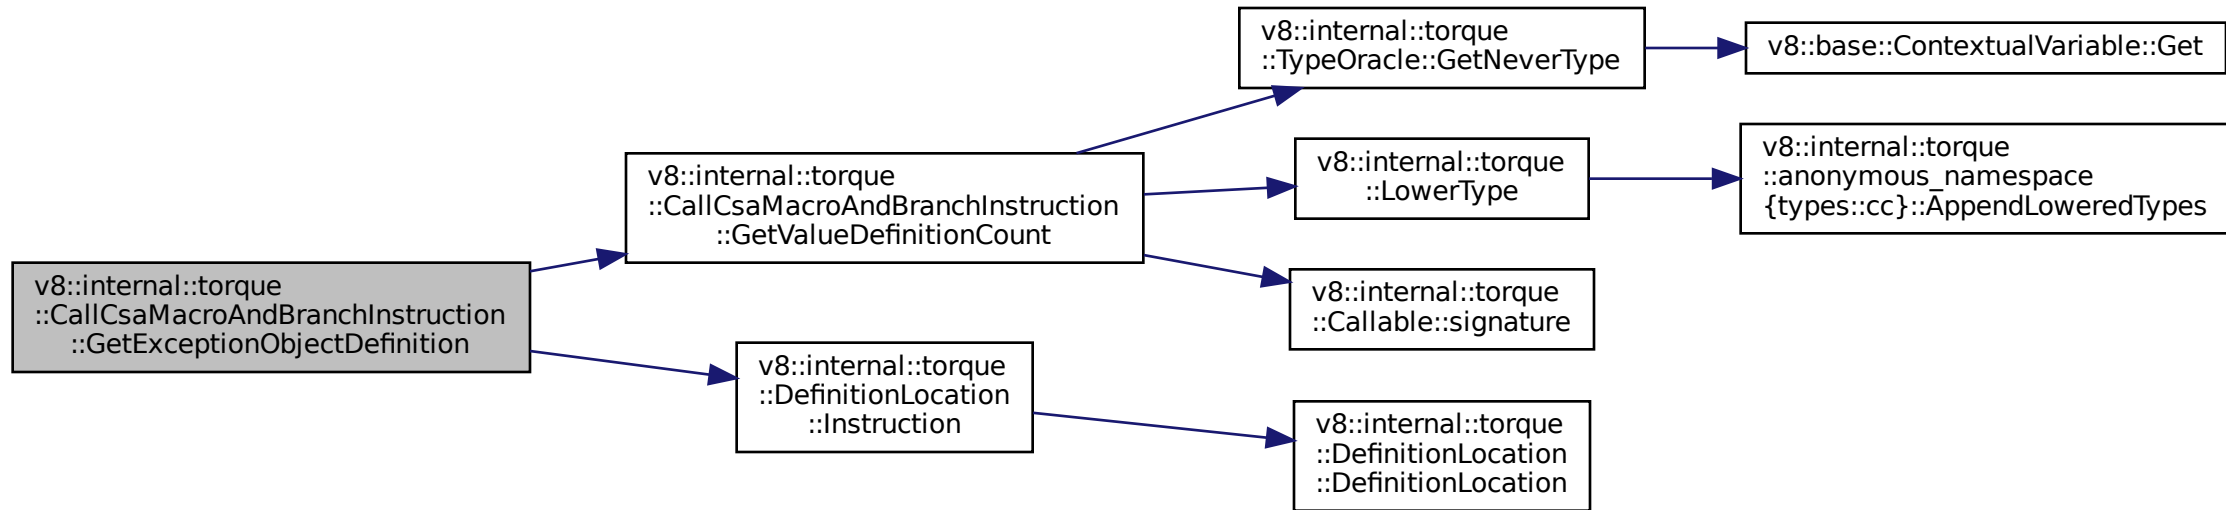 v8::internal::torque
::CallCsaMacroAndBranchInstruction
::GetExceptionObjectDefinition
v8::internal::torque
::CallCsaMacroAndBranchInstruction
::GetValueDefinitionCount
v8::internal::torque
::TypeOracle::GetNeverType
v8::base::ContextualVariable::Get
v8::internal::torque
::LowerType
v8::internal::torque
::anonymous_namespace
{types::cc}::AppendLoweredTypes
v8::internal::torque
::Callable::signature
v8::internal::torque
::DefinitionLocation
::Instruction
v8::internal::torque
::DefinitionLocation
::DefinitionLocation